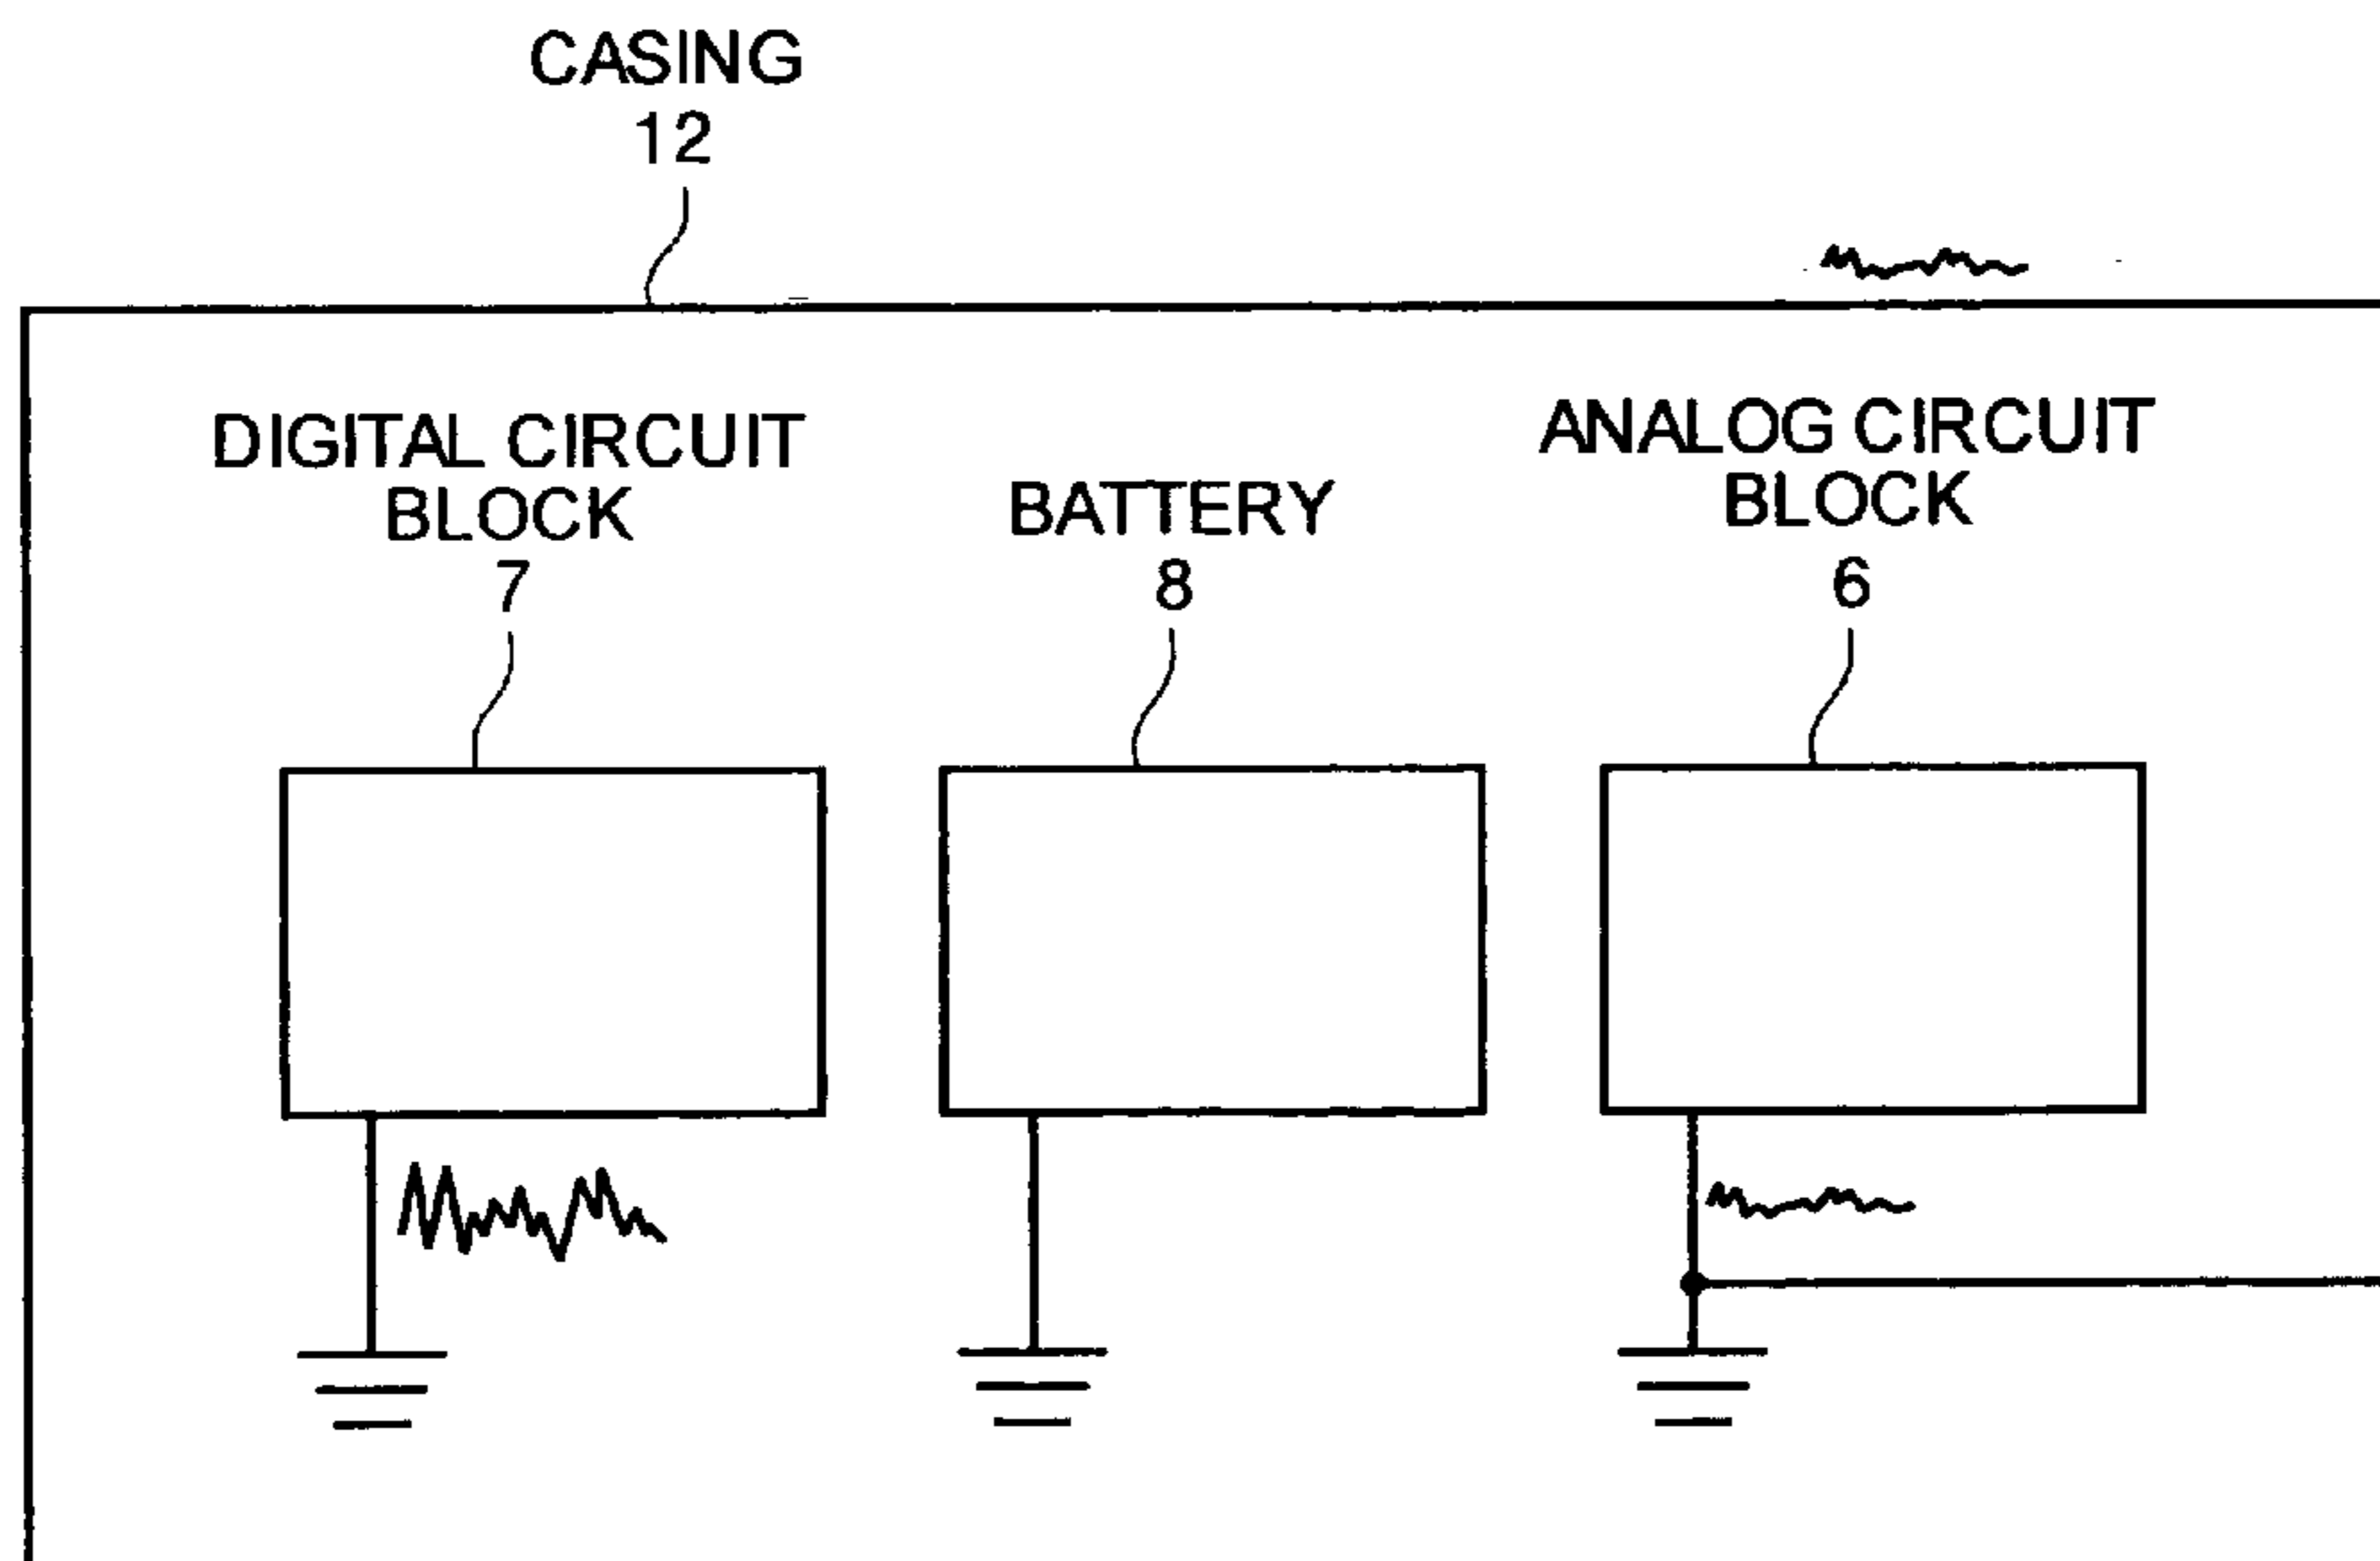 CASING
12
DIGITAL CIRCUIT
BLOCK
7
BATTERY
8
ANALOG CIRCUIT
BLOCK
6